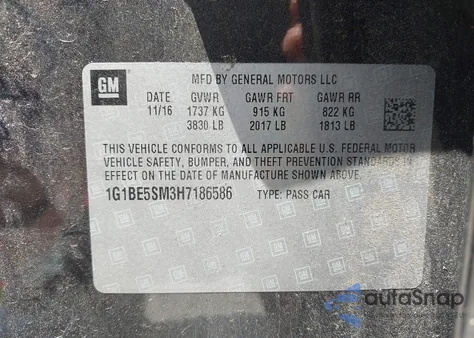 GM
MFD BY GENERAL MOTORS LLC
DATE GVWR GAWR FRT GAWR RR
11/16 1737 KG 915 KG 822 KG
3830 LB 2017 LB 1813 LB
THIS VEHICLE CONFORMS TO ALL APPLICABLE U.S. FEDERAL MOTOR
VEHICLE SAFETY, BUMPER, AND THEFT PREVENTION STANDARDS
IN EFFECT ON THE DATE OF MANUFACTURE SHOWN ABOVE.
1G1BE5SM3H7186586 TYPE: PASS CAR
autoSnap